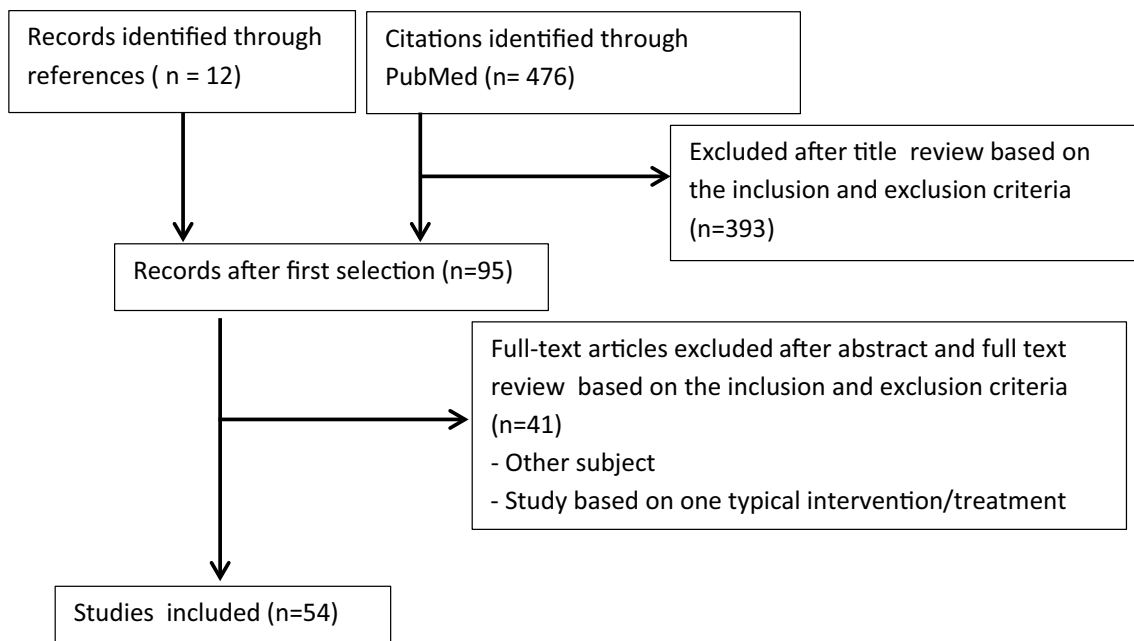 Records identified through
references ( n = 12)
Citations identified through
PubMed (n= 476)
Excluded after title review based on
the inclusion and exclusion criteria
(n=393)
Records after first selection (n=95)
Full-text articles excluded after abstract and full text
review based on the inclusion and exclusion criteria
(n=41)
- Other subject
- Study based on one typical intervention/treatment
Studies included (n=54)